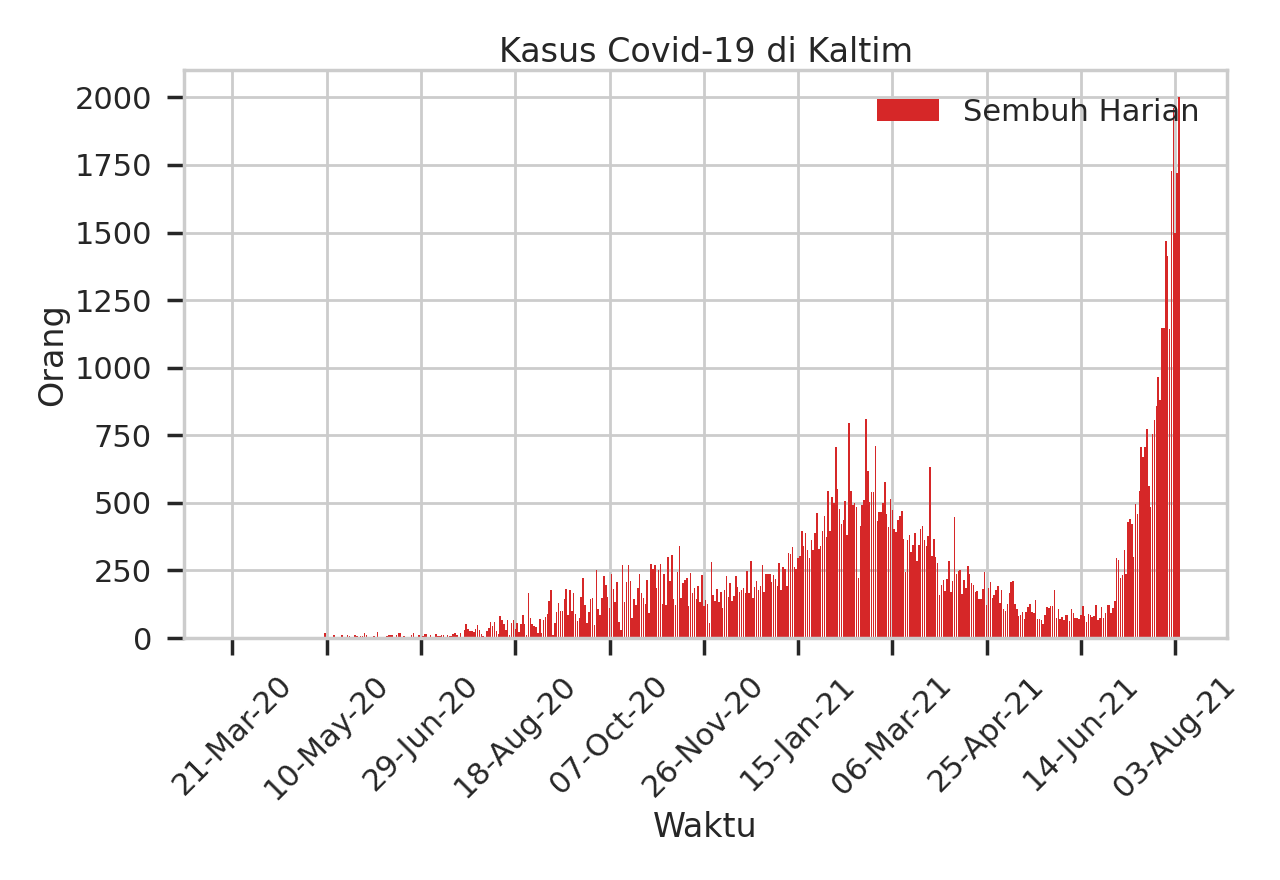 Kasus Covid-19 di Kaltim
Sembuh Harian
Orang
2000
1750
1500
1250
1000
750
500
250
0
21-Mar-20
10-May-20
29-Jun-20
18-Aug-20
07-Oct-20
26-Nov-20
15-Jan-21
06-Mar-21
25-Apr-21
14-Jun-21
03-Aug-21
Waktu